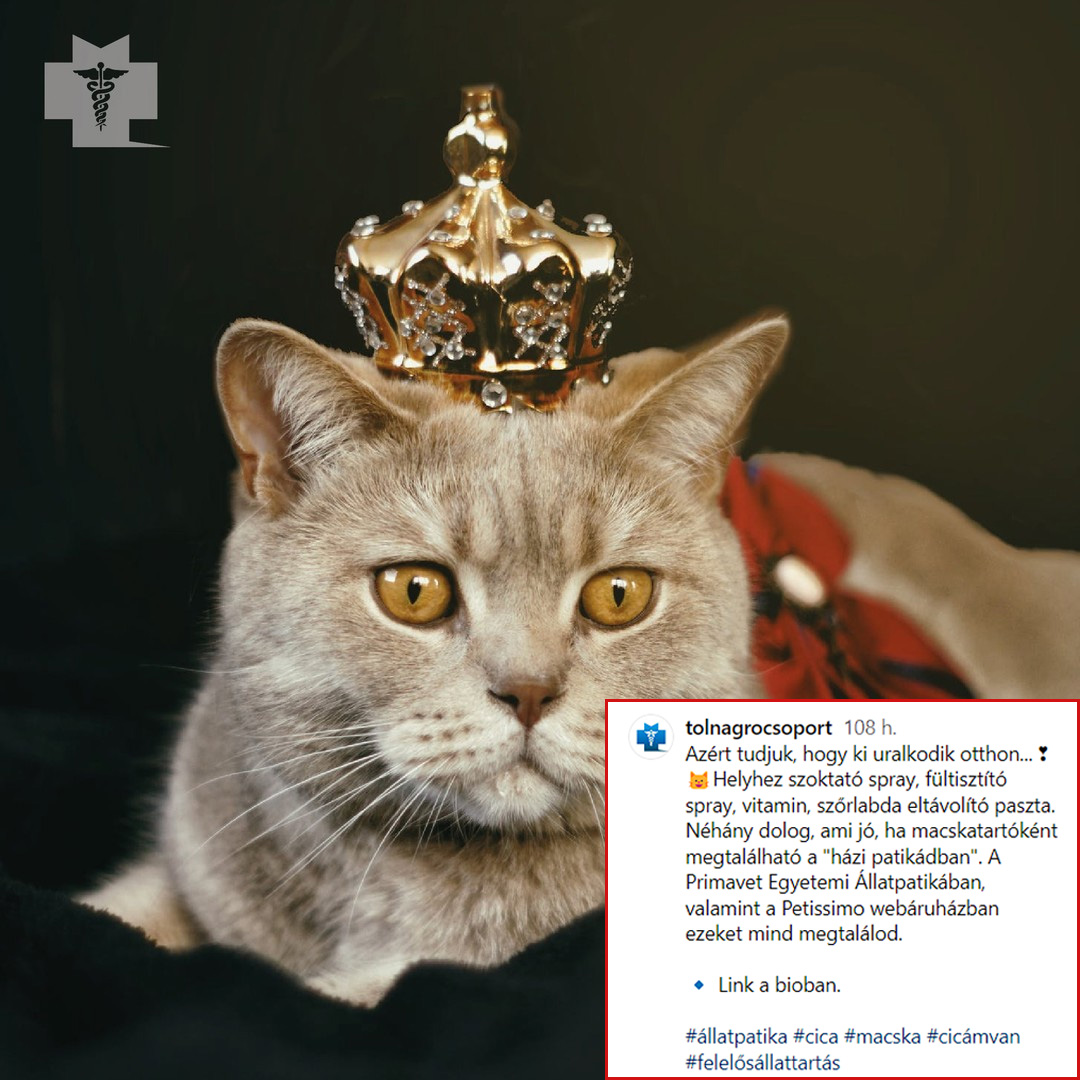 tolnagrocsoport 108 h.
Azért tudjuk, hogy ki uralkodik otthon...❣
😺Helyhez szoktató spray, fültisztító
spray, vitamin, szőrlabda eltávolító paszta.
Néhány dolog, ami jó, ha macskatartóként
megtalálható a "házi patikádban". A
Primavet Egyetemi Állatpatikában,
valamint a Petissimo webáruházban
ezeket mind megtalálod.
🔹 Link a bioban.
#állatpatika #cica #macska #cicámvan
#felelősállattartás